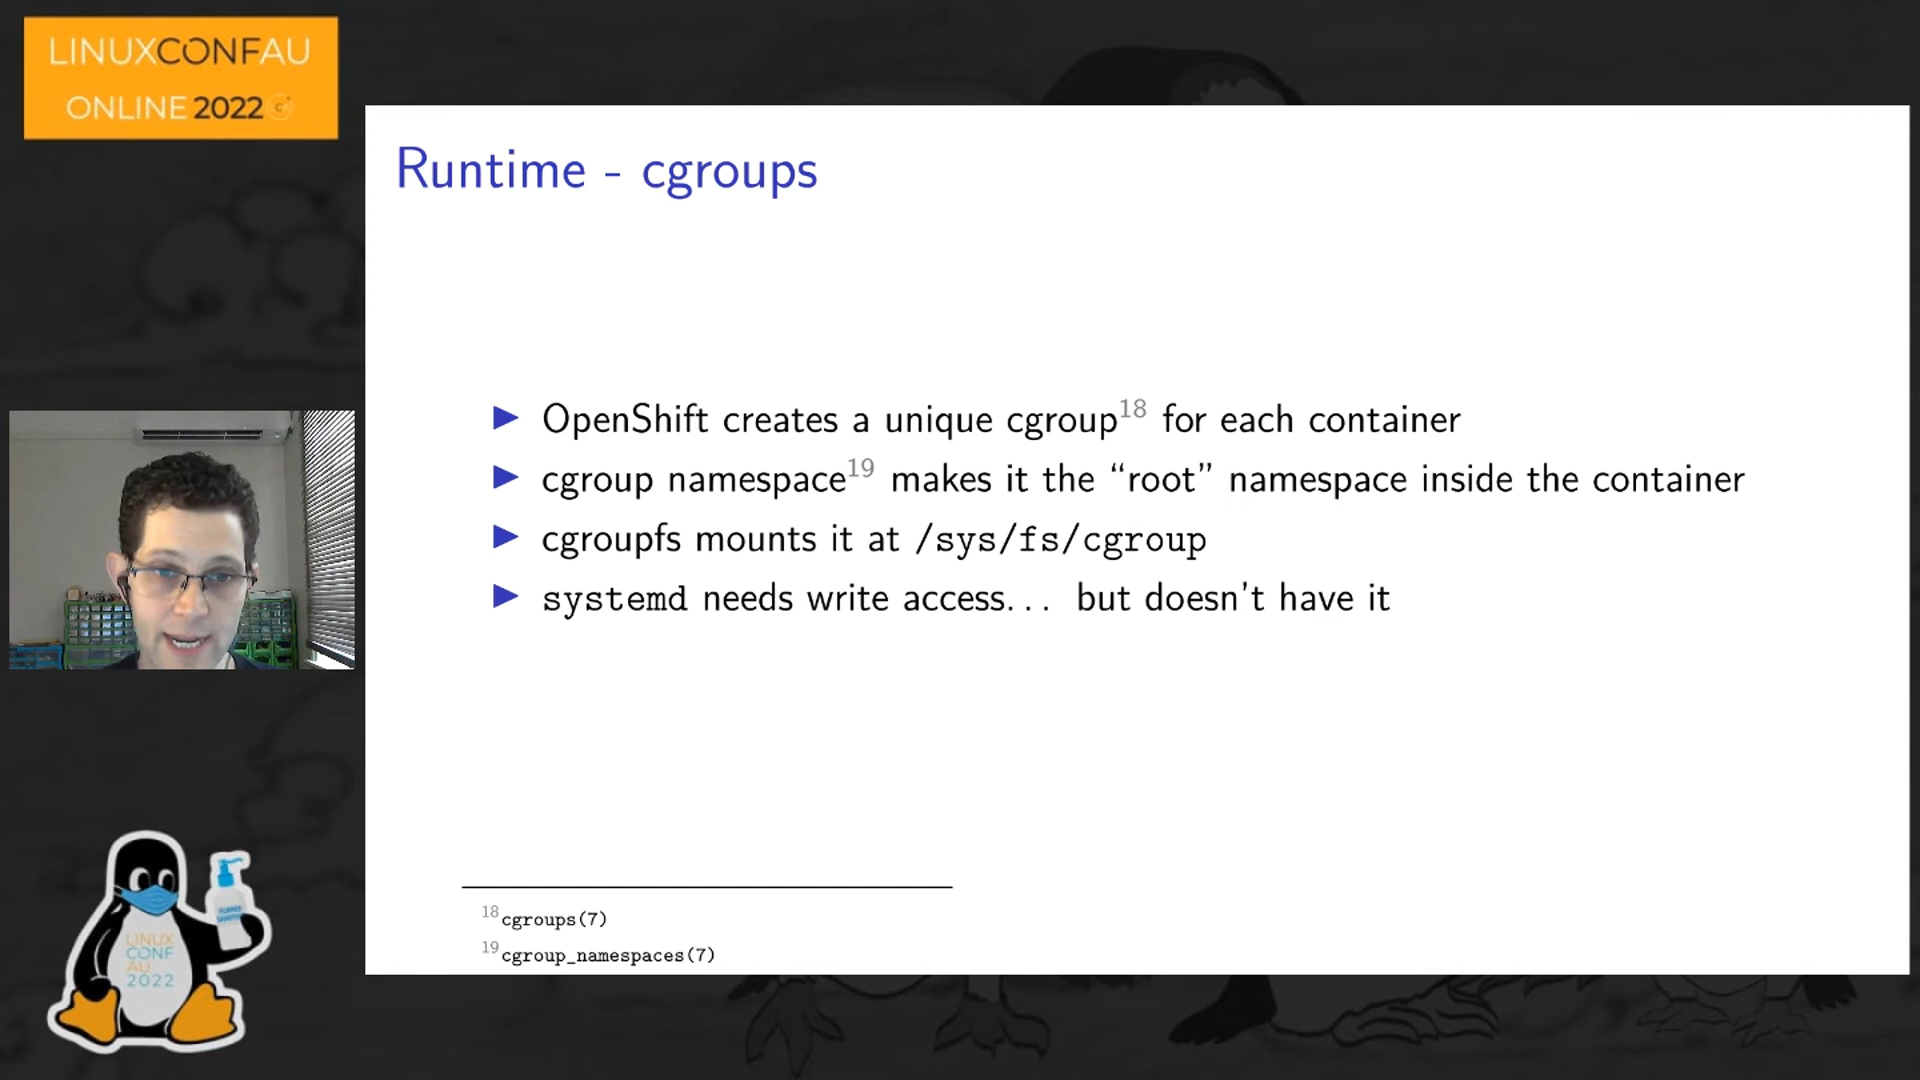 LINUXCONFAU
ONLINE 2022
Runtime - cgroups
▶ OpenShift creates a unique cgroup18 for each container
▶ cgroup namespace19 makes it the “root” namespace inside the container
▶ cgroupfs mounts it at /sys/fs/cgroup
▶ systemd needs write access... but doesn't have it
18cgroups(7)
19cgroup_namespaces(7)
LINUX
CONF
AU
2022